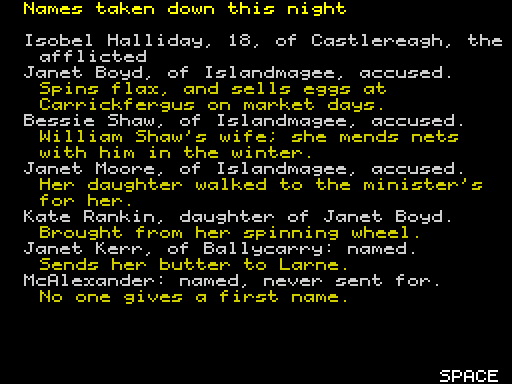 Names taken down this night
Isobel Halliday, 18, of Castlereagh, the
afflicted
Janet Boyd, of Islandmagee, accused.
Spins flax, and sells eggs at
Carrickfergus on market days.
Bessie Shaw, of Islandmagee, accused.
William Shaw's wife; she mends nets
with him in the winter.
Janet Moore, of Islandmagee, accused.
Her daughter walked to the minister's
for her.
Kate Rankin, daughter of Janet Boyd.
Brought from her spinning wheel.
Janet Kerr, of Ballycarry: named.
Sends her butter to Larne.
McAlexander: named, never sent for.
No one gives a first name.
SPACE